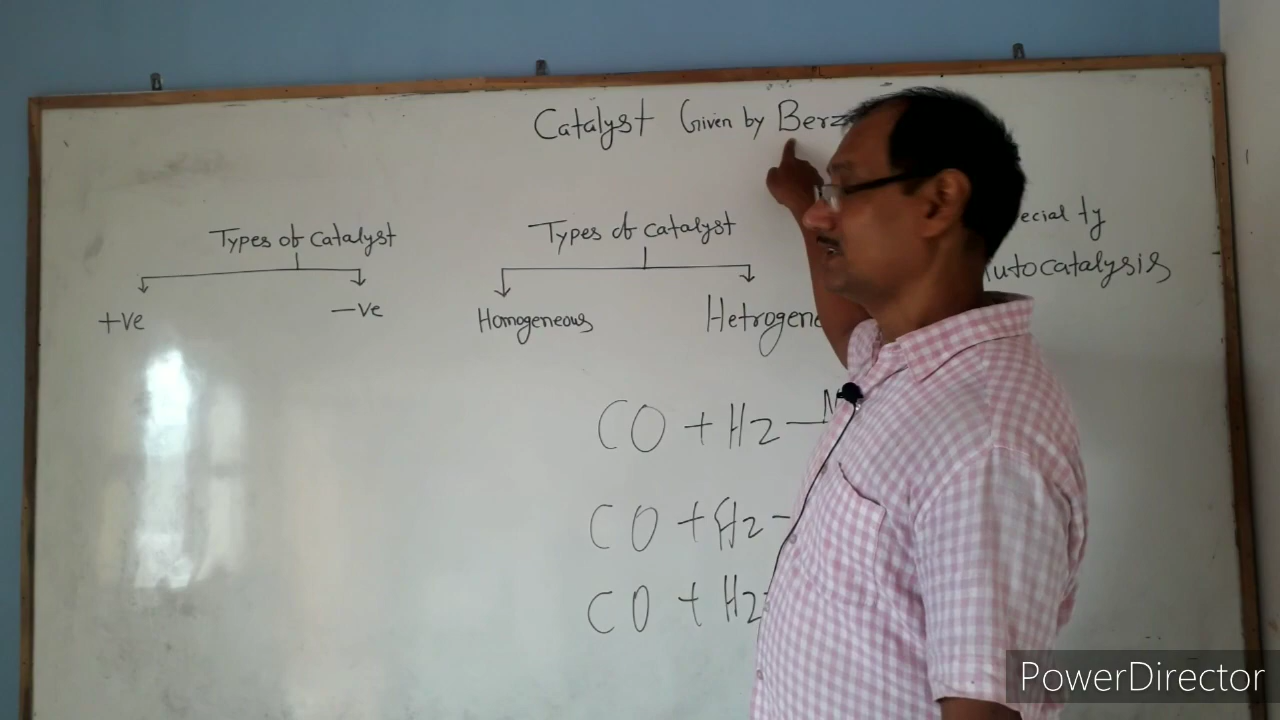 Catalyst Given by Berz
Types of catalyst
+ve
-ve
Types of catalyst
Homogeneous
Hetrogene
ecial ty
utocatalysis
CO + H2
CO + H2
CO + H2
PowerDirector